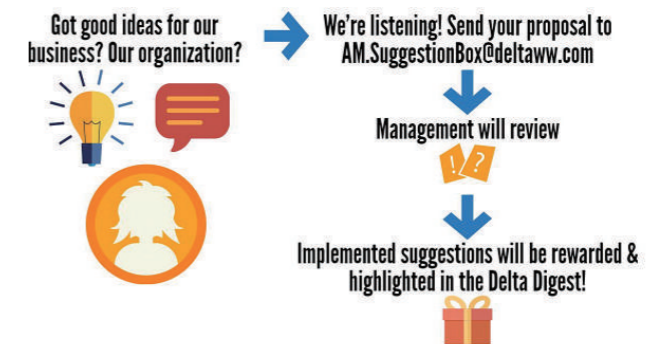 Got good ideas for our
business? Our organization?
We're listening! Send your proposal to
AM.SuggestionBox@deltaww.com
Management will review
! ?
Implemented suggestions will be rewarded &
highlighted in the Delta Digest!